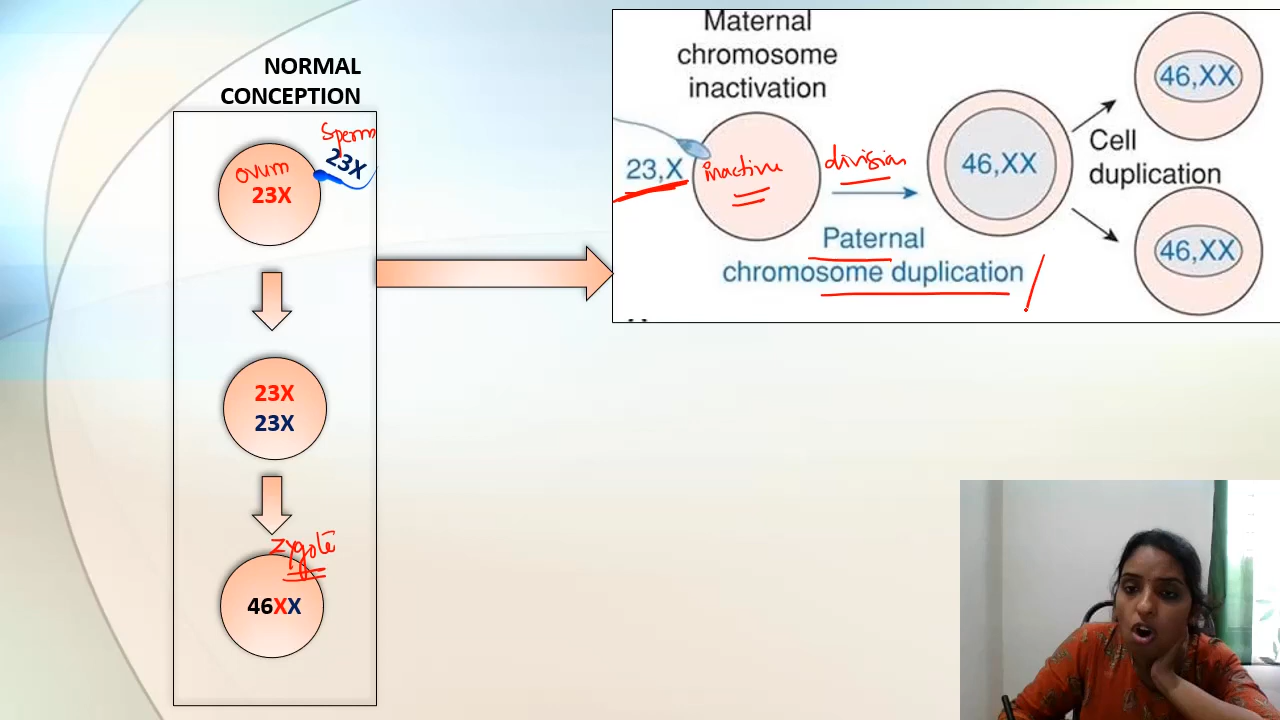 NORMAL
CONCEPTION
Sperm
23X
ovum
23X
23X
23X
zygote
46XX
Maternal
chromosome
inactivation
23,X
inactive
division
Paternal
chromosome duplication
46,XX
Cell
duplication
46,XX
46,XX